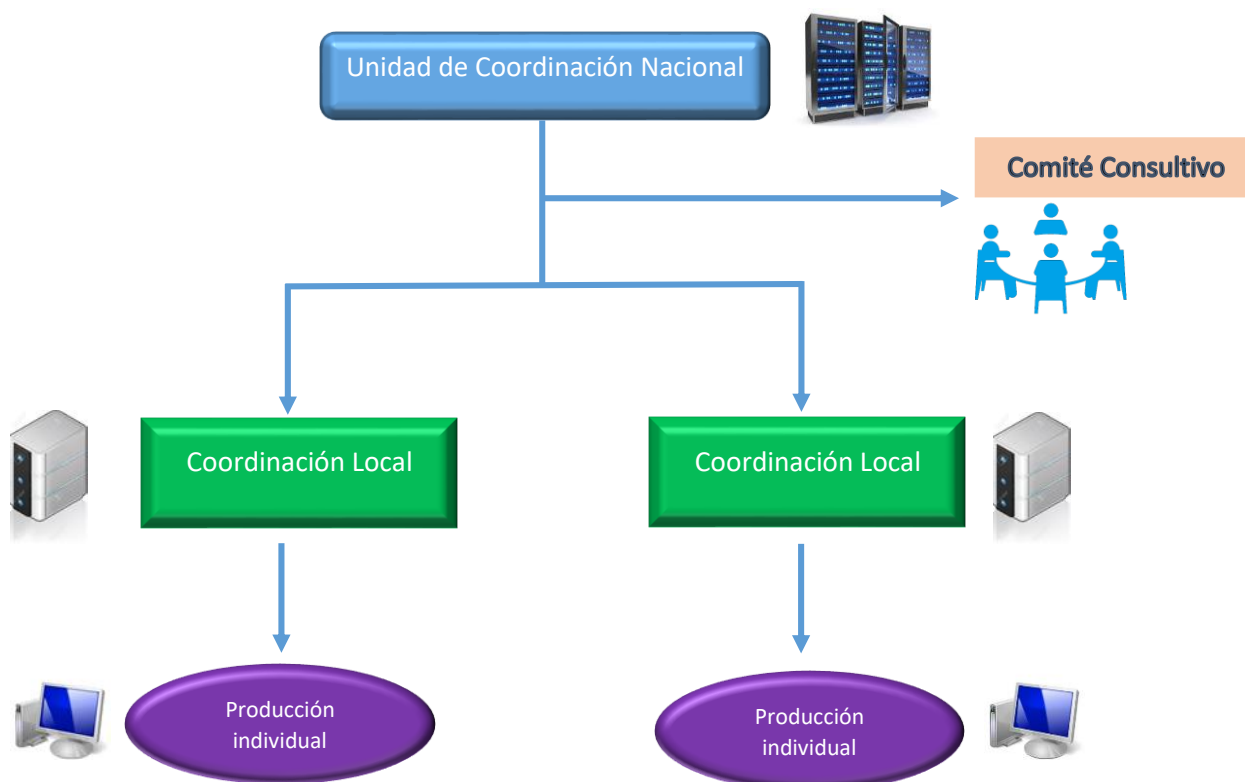 Unidad de Coordinación Nacional
Comité Consultivo
Coordinación Local
Coordinación Local
Producción
individual
Producción
individual